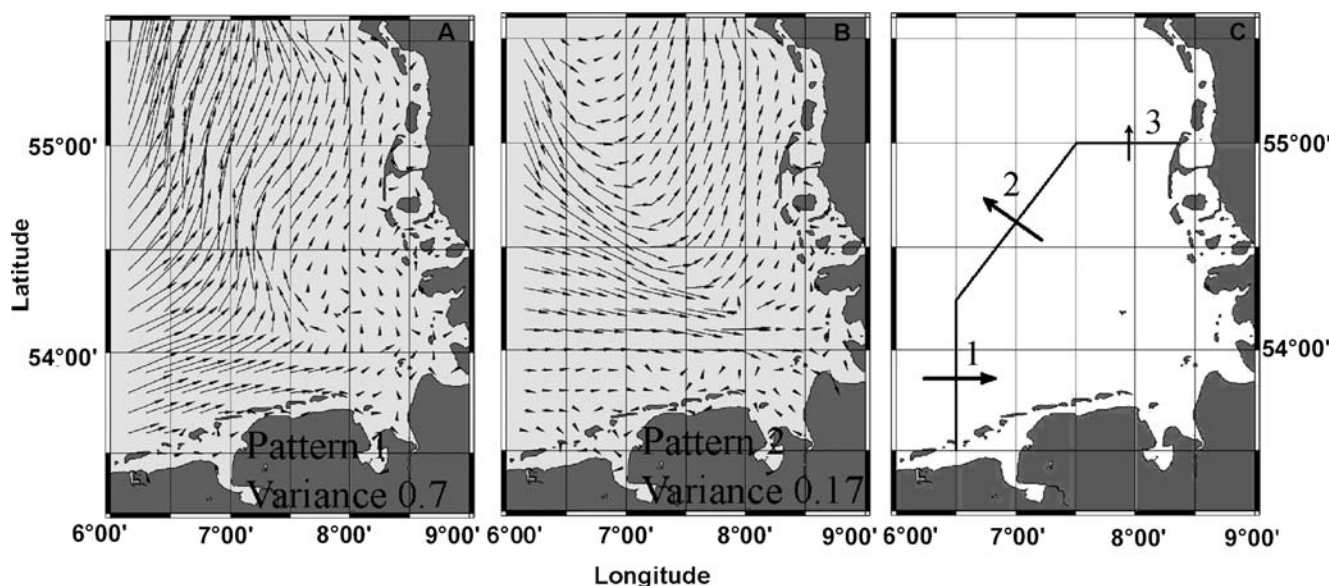 A
B
C
55°00'
55°00'
3
2
Latitude
54°00'
54°00'
1
Pattern 1
Variance 0.7
Pattern 2
Variance 0.17
6°00' 7°00' 8°00' 9°00' 6°00' 7°00' 8°00' 9°00' 6°00' 7°00' 8°00' 9°00'
Longitude